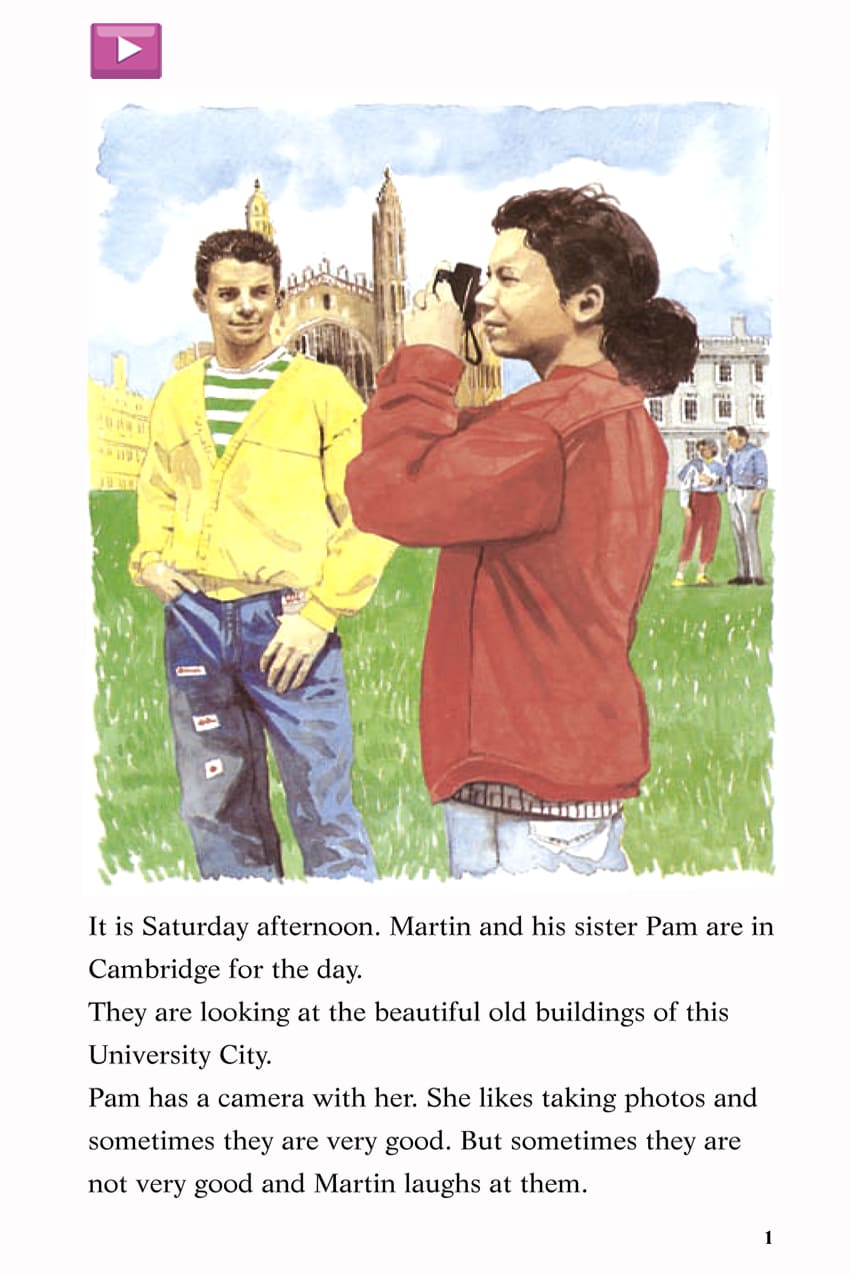 It is Saturday afternoon. Martin and his sister Pam are in
Cambridge for the day.
They are looking at the beautiful old buildings of this
University City.
Pam has a camera with her. She likes taking photos and
sometimes they are very good. But sometimes they are
not very good and Martin laughs at them.
1